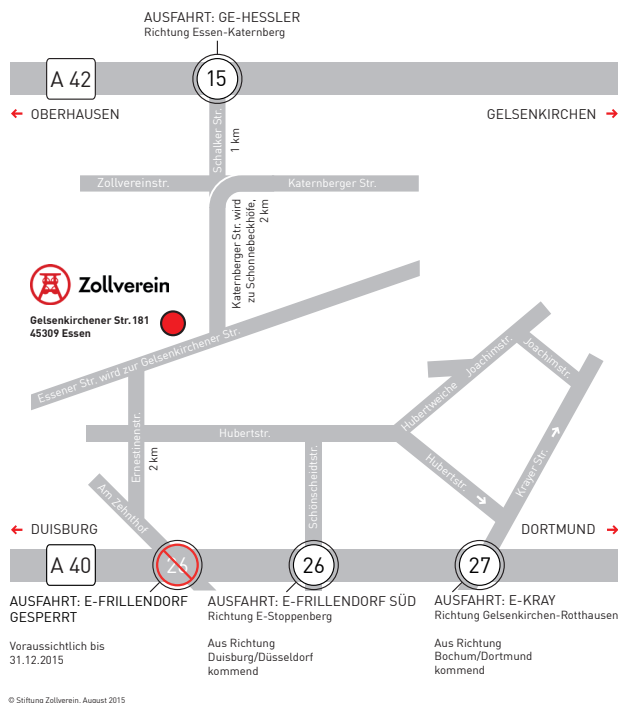 AUSFAHRT: GE-HESSLER
Richtung Essen-Katernberg
A 42
15
← OBERHAUSEN
GELSENKIRCHEN →
Schalker Str.
1 km
Zollvereinstr.
Katernberger Str.
Katernberger Str. wird
zu Schonnebeckhöfe,
2 km
Zollverein
Gelsenkirchener Str. 181
45309 Essen
Essener Str. wird zur Gelsenkirchener Str.
Joachimstr.
Joachimstr.
Hubertweiche
Ernestinenstr.
2 km
Hubertstr.
Schönscheidtstr.
Hubertstr.
Krayer Str.
Am Zehnthof
← DUISBURG
DORTMUND →
A 40
26
26
27
AUSFAHRT: E-FRILLENDORF
GESPERRT
Voraussichtlich bis
31.12.2015
AUSFAHRT: E-FRILLENDORF SÜD
Richtung E-Stoppenberg
Aus Richtung
Duisburg/Düsseldorf
kommend
AUSFAHRT: E-KRAY
Richtung Gelsenkirchen-Rotthausen
Aus Richtung
Bochum/Dortmund
kommend
© Stiftung Zollverein, August 2015